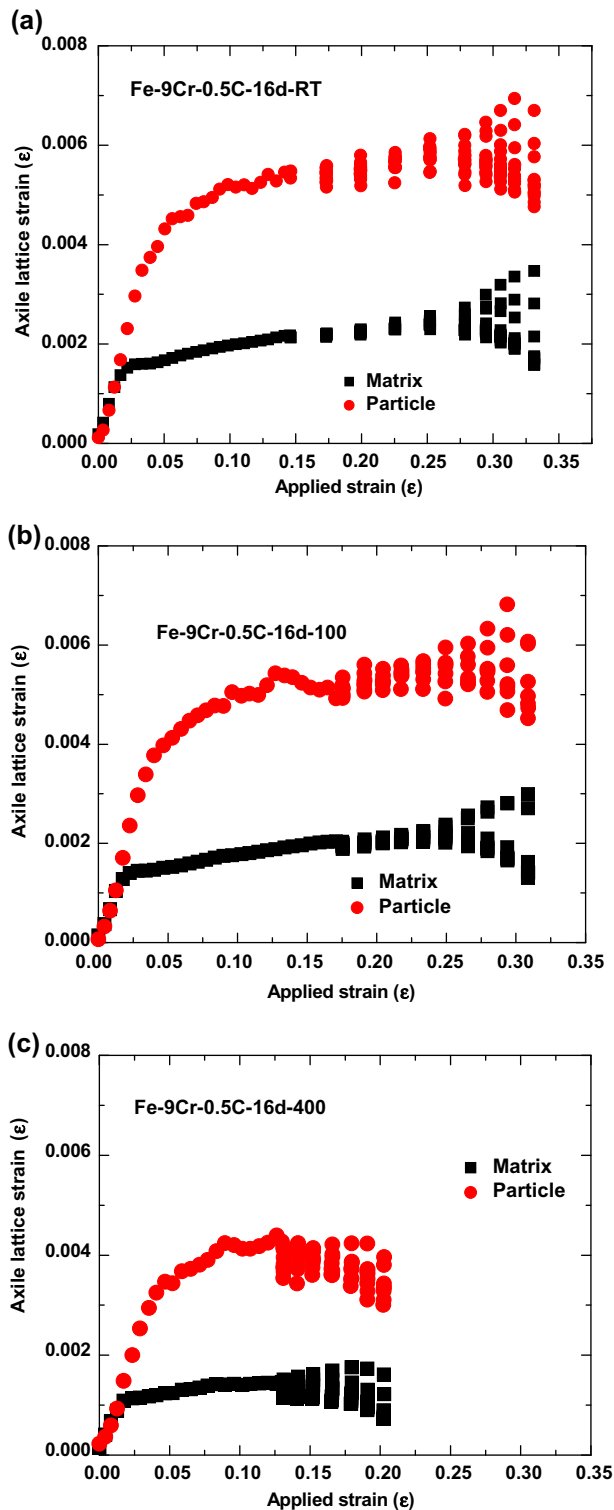 (a)
0.008
Fe-9Cr-0.5C-16d-RT
0.006
Axile lattice strain (ε)
0.004
0.002
Matrix
Particle
0.000
0.00 0.05 0.10 0.15 0.20 0.25 0.30 0.35
Applied strain (ε)
(b)
0.008
Fe-9Cr-0.5C-16d-100
0.006
Axile lattice strain (ε)
0.004
0.002
Matrix
Particle
0.000
0.00 0.05 0.10 0.15 0.20 0.25 0.30 0.35
Applied strain (ε)
(c)
0.008
Fe-9Cr-0.5C-16d-400
Matrix
Particle
0.006
Axile lattice strain (ε)
0.004
0.002
0.000
0.00 0.05 0.10 0.15 0.20 0.25 0.30 0.35
Applied strain (ε)